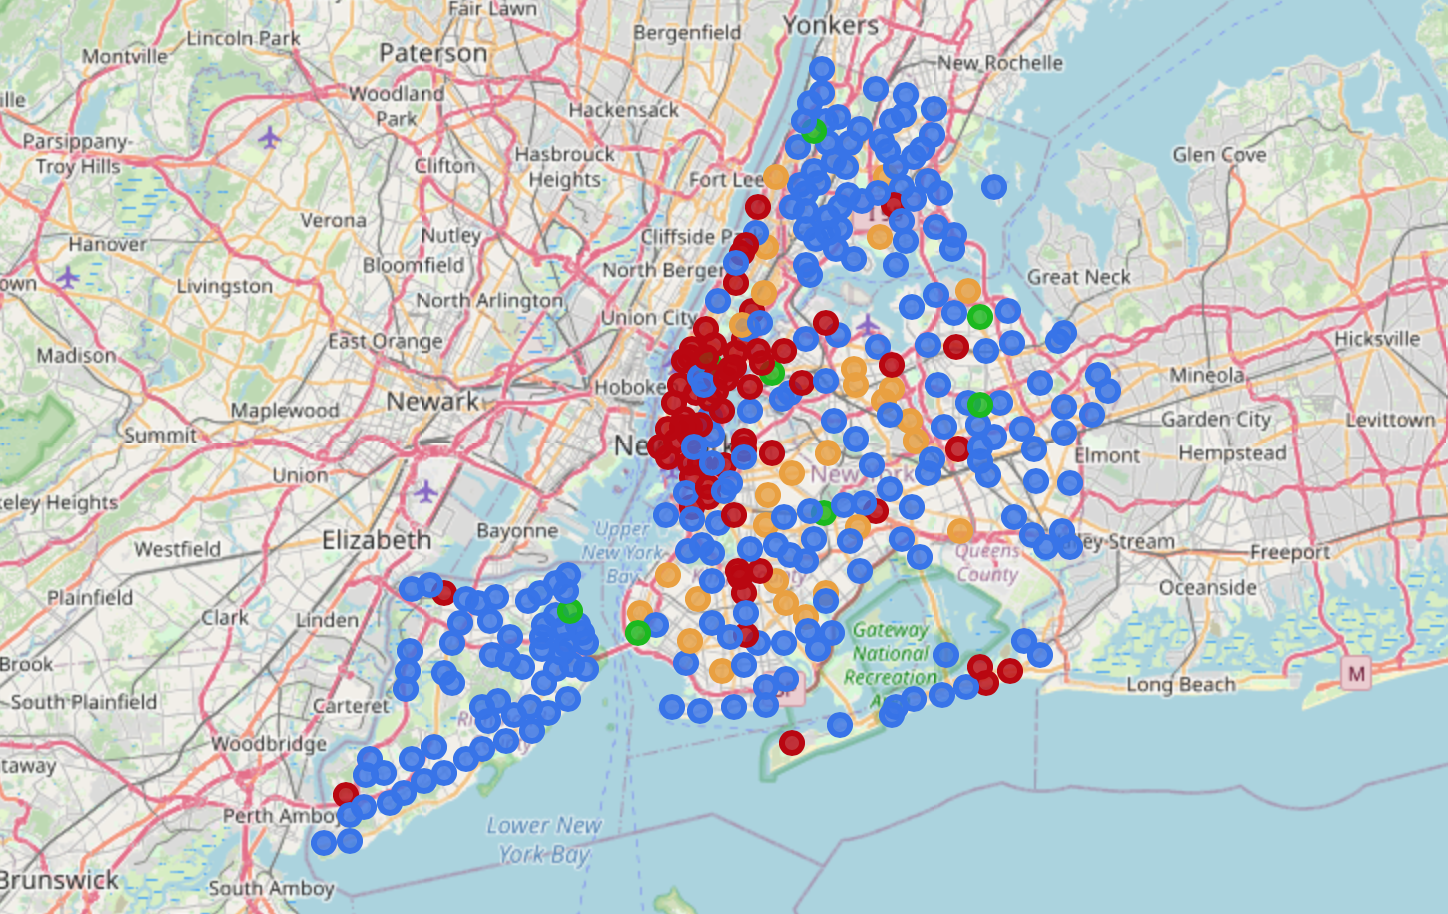 Fair Lawn
Yonkers
Lincoln Park
Bergenfield
Montville
Paterson
New Rochelle
Woodland
Park
ille
Hackensack
Parsippany-
Troy Hills
Hasbrouck
Heights
Glen Cove
Clifton
Fort Lee
Verona
Nutley
Cliffside Pa
Hanover
Bloomfield
North Bergen
Great Neck
own
Livingston
North Arlington
Union City
East Orange
Hicksville
Madison
Mineola
Hoboke
Newark
Maplewood
Garden City
Levittown
Summit
Ne
Elmont
Hempstead
Union
New York
keley Heights
Upper
New York
Bay
Bayonne
Elizabeth
Westfield
ey Stream
Freeport
Queens
County
Plainfield
Oceanside
Clark
Linden
Gateway
National
Recreation
A
Brook
Long Beach
M
South Plainfield
Carteret
Woodbridge
taway
Perth Amboy
Lower New
York Bay
Brunswick
South Amboy